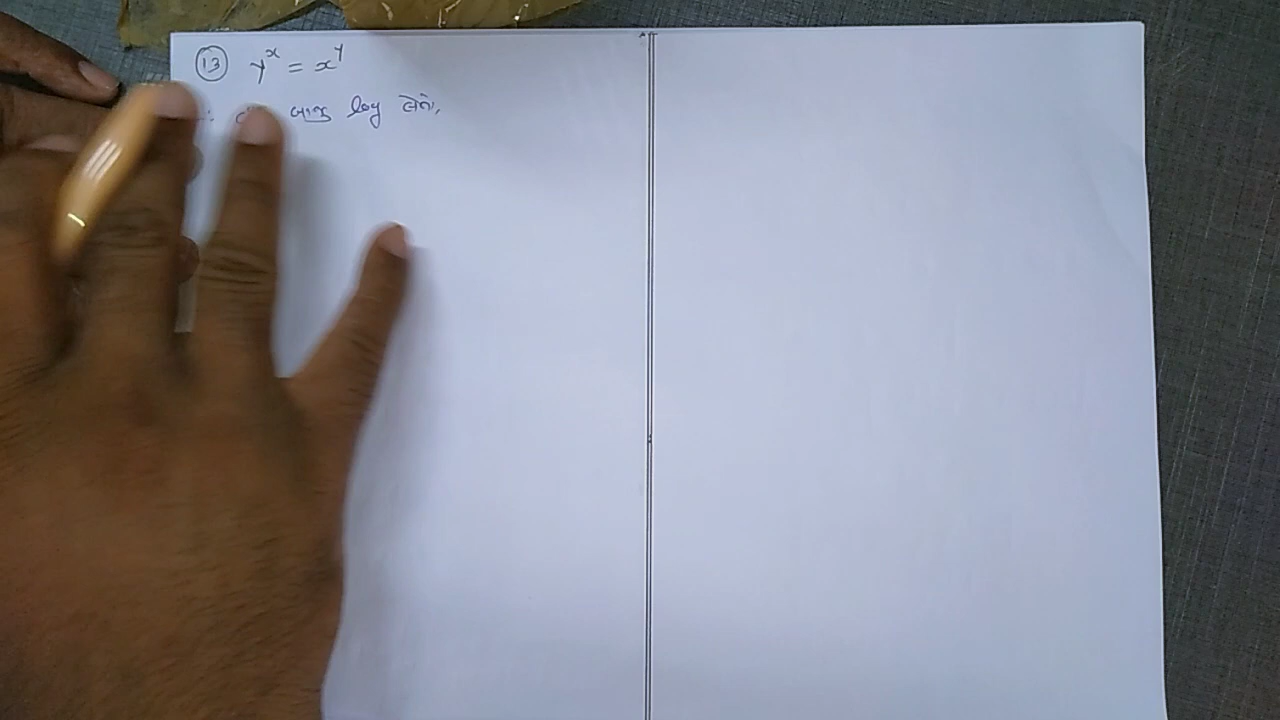 (13) y^x = x^y
બાજુ log લેતાં,